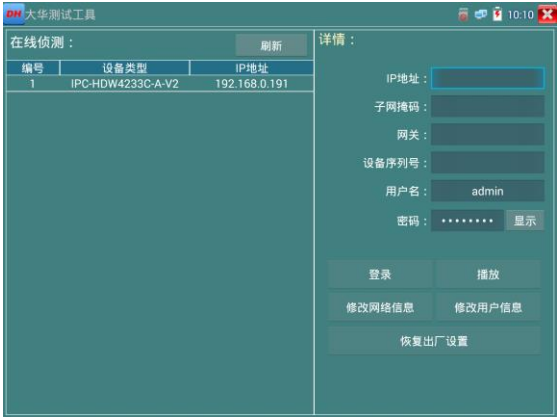 DH 大华测试工具
10:10
在线侦测：
刷新
编号 设备类型 IP地址
1 IPC-HDW4233C-A-V2 192.168.0.191
详情：
IP地址：
子网掩码：
网关：
设备序列号：
用户名： admin
密码： •••••••• 显示
登录 播放
修改网络信息 修改用户信息
恢复出厂设置